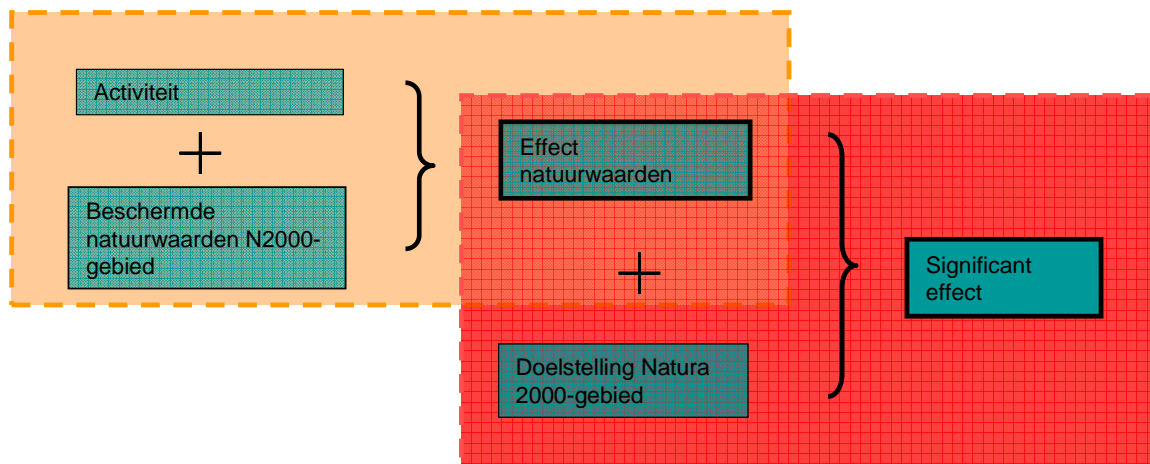 Activiteit
+
Beschermde
natuurwaarden N2000-
gebied
Effect
natuurwaarden
+
Doelstelling Natura
2000-gebied
Significant
effect